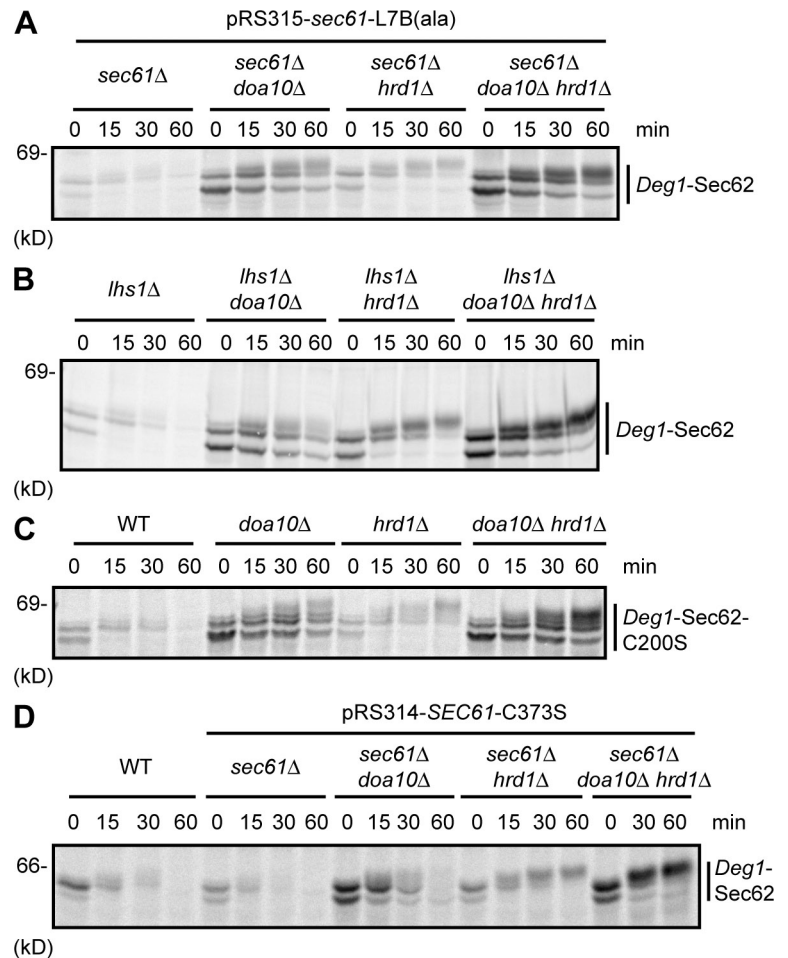 A
pRS315-sec61-L7B(ala)
sec61Δ
sec61Δ doa10Δ
sec61Δ hrd1Δ
sec61Δ doa10Δ hrd1Δ
0 15 30 60 0 15 30 60 0 15 30 60 0 15 30 60 min
69-
Deg1-Sec62
(kD)
B
lhs1Δ
lhs1Δ doa10Δ
lhs1Δ hrd1Δ
lhs1Δ doa10Δ hrd1Δ
0 15 30 60 0 15 30 60 0 15 30 60 0 15 30 60 min
69-
Deg1-Sec62
(kD)
C
WT doa10Δ hrd1Δ doa10Δ hrd1Δ
0 15 30 60 0 15 30 60 0 15 30 60 0 15 30 60 min
69-
Deg1-Sec62-
C200S
(kD)
D
pRS314-SEC61-C373S
WT
sec61Δ
sec61Δ doa10Δ
sec61Δ hrd1Δ
sec61Δ doa10Δ hrd1Δ
0 15 30 60 0 15 30 60 0 15 30 60 0 15 30 60 0 30 60 min
66-
Deg1-
Sec62
(kD)